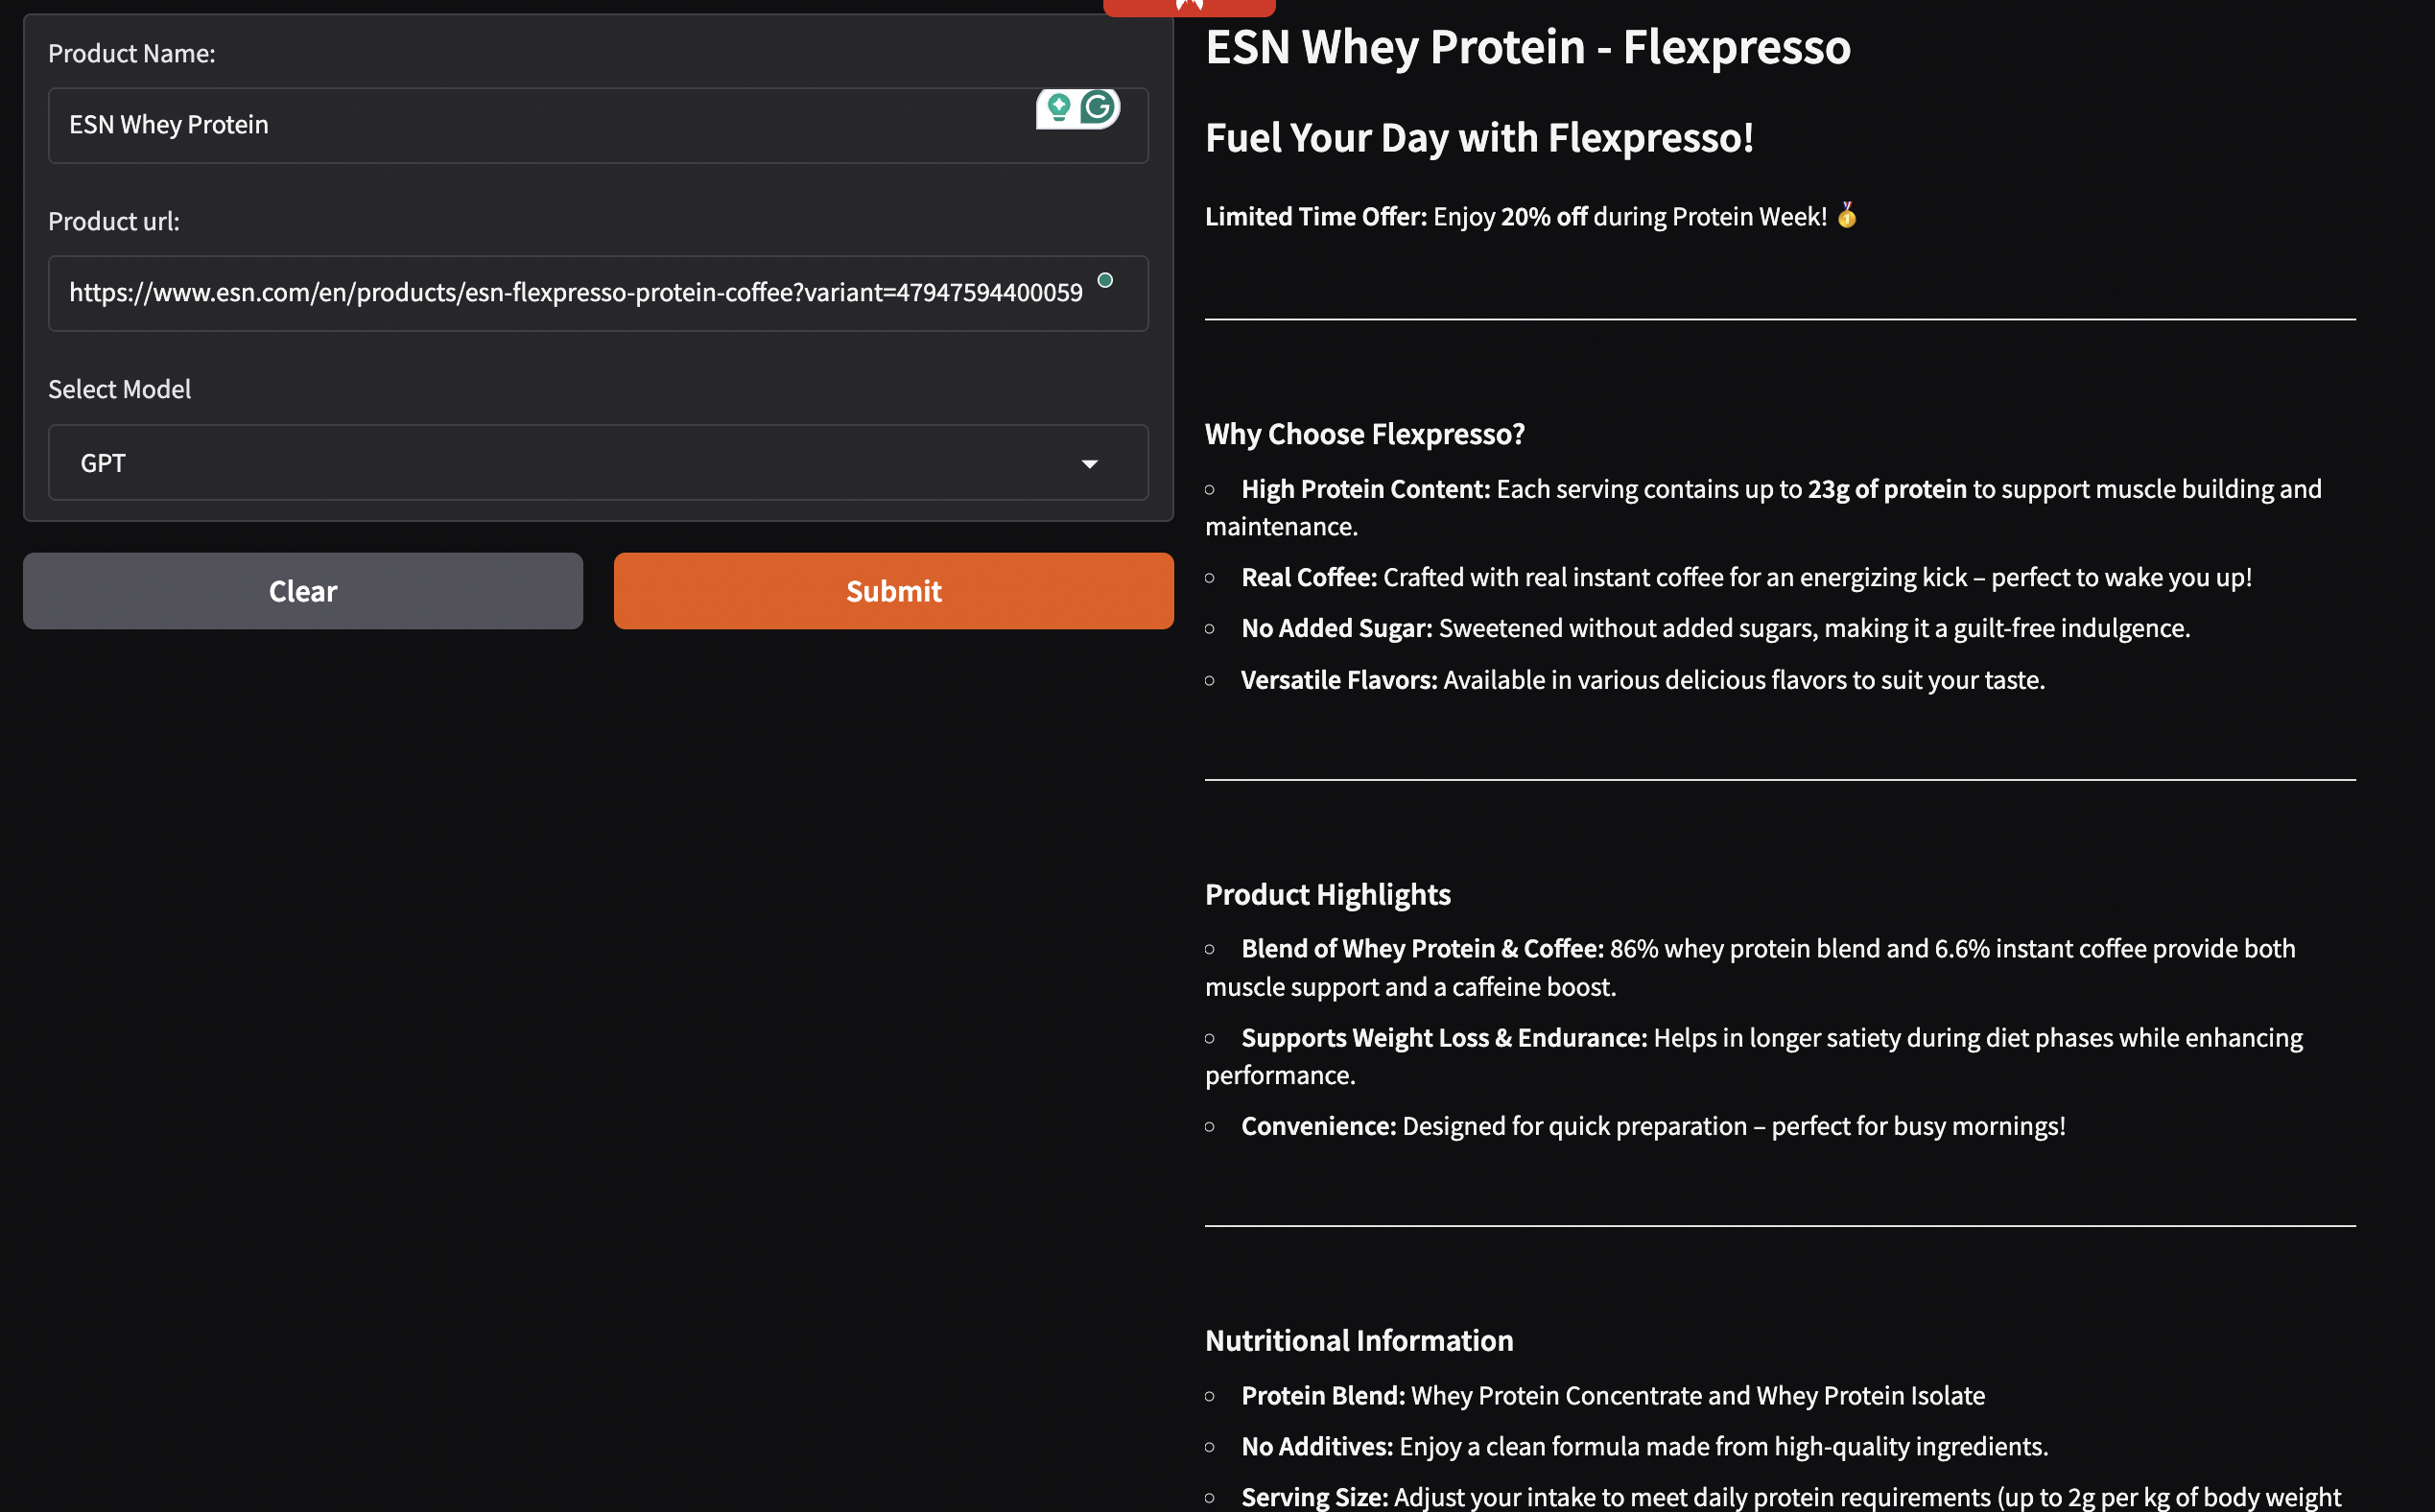 Product Name:
ESN Whey Protein
Product url:
https://www.esn.com/en/products/esn-flexpresso-protein-coffee?variant=47947594400059
Select Model
GPT
Clear
Submit
ESN Whey Protein - Flexpresso
Fuel Your Day with Flexpresso!
Limited Time Offer: Enjoy 20% off during Protein Week! 🥇
Why Choose Flexpresso?
High Protein Content: Each serving contains up to 23g of protein to support muscle building and
maintenance.
Real Coffee: Crafted with real instant coffee for an energizing kick – perfect to wake you up!
No Added Sugar: Sweetened without added sugars, making it a guilt-free indulgence.
Versatile Flavors: Available in various delicious flavors to suit your taste.
Product Highlights
Blend of Whey Protein & Coffee: 86% whey protein blend and 6.6% instant coffee provide both
muscle support and a caffeine boost.
Supports Weight Loss & Endurance: Helps in longer satiety during diet phases while enhancing
performance.
Convenience: Designed for quick preparation – perfect for busy mornings!
Nutritional Information
Protein Blend: Whey Protein Concentrate and Whey Protein Isolate
No Additives: Enjoy a clean formula made from high-quality ingredients.
Serving Size: Adjust your intake to meet daily protein requirements (up to 2g per kg of body weight